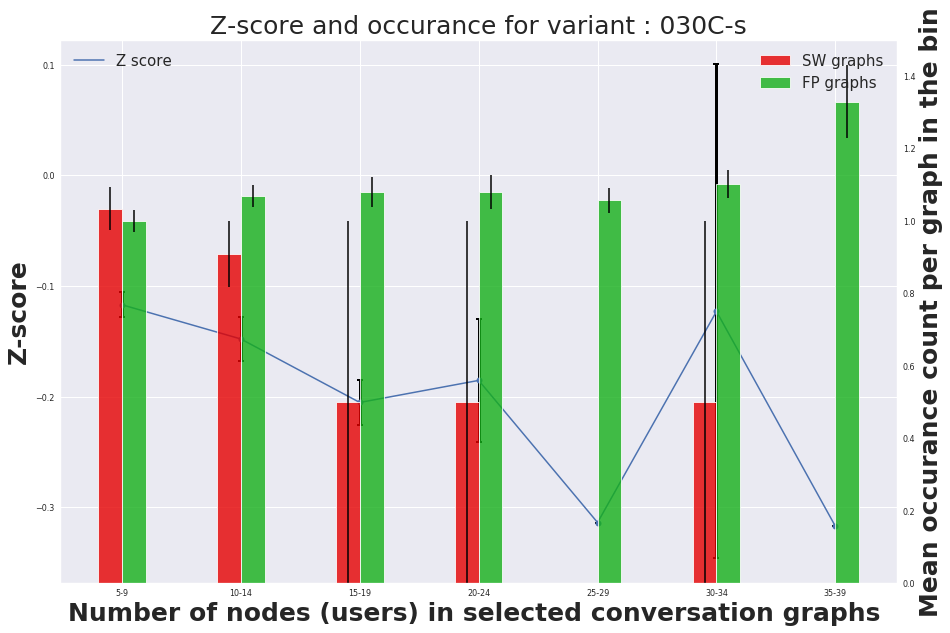 Z-score and occurance for variant : 030C-s
Z score
SW graphs
FP graphs
Z-score
0.1
0.0
−0.1
−0.2
−0.3
1.4
1.2
1.0
0.8
0.6
0.4
0.2
0.0
Mean occurance count per graph in the bin
5-9 10-14 15-19 20-24 25-29 30-34 35-39
Number of nodes (users) in selected conversation graphs